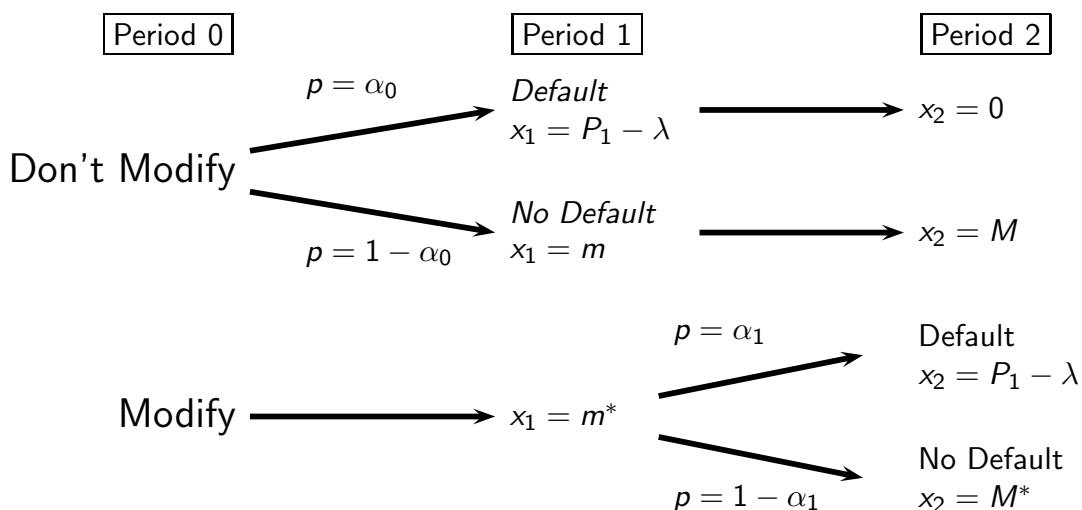 Period 0
Period 1
Period 2
p = α₀
Default
x₁ = P₁ − λ
x₂ = 0
Don't Modify
No Default
x₁ = m
x₂ = M
p = 1 − α₀
p = α₁
Default
x₂ = P₁ − λ
Modify
x₁ = m*
No Default
x₂ = M*
p = 1 − α₁